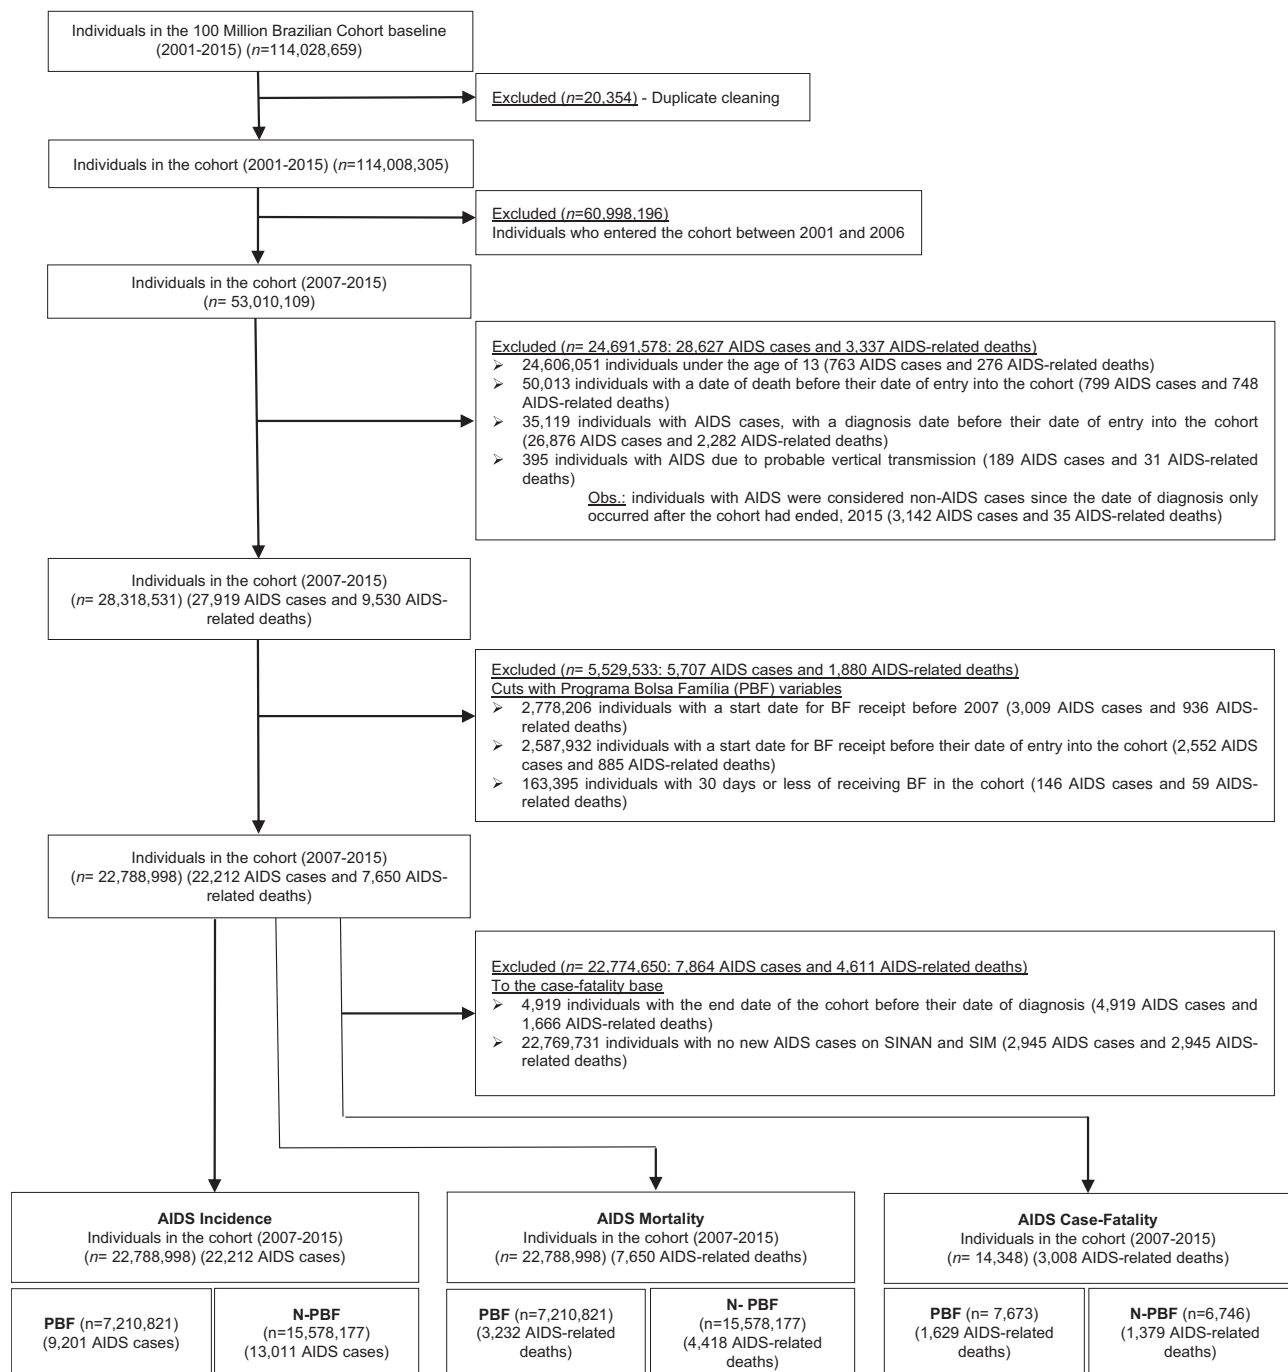 Individuals in the 100 Million Brazilian Cohort baseline
(2001-2015) (n=114,028,659)
Excluded (n=20,354) - Duplicate cleaning
Individuals in the cohort (2001-2015) (n=114,008,305)
Excluded (n=60,998,196)
Individuals who entered the cohort between 2001 and 2006
Individuals in the cohort (2007-2015)
(n= 53,010,109)
Excluded (n= 24,691,578: 28,627 AIDS cases and 3,337 AIDS-related deaths)
➢ 24,606,051 individuals under the age of 13 (763 AIDS cases and 276 AIDS-related deaths)
➢ 50,013 individuals with a date of death before their date of entry into the cohort (799 AIDS cases and 748
AIDS-related deaths)
➢ 35,119 individuals with AIDS cases, with a diagnosis date before their date of entry into the cohort
(26,876 AIDS cases and 2,282 AIDS-related deaths)
➢ 395 individuals with AIDS due to probable vertical transmission (189 AIDS cases and 31 AIDS-related
deaths)
Obs.: individuals with AIDS were considered non-AIDS cases since the date of diagnosis only
occurred after the cohort had ended, 2015 (3,142 AIDS cases and 35 AIDS-related deaths)
Individuals in the cohort (2007-2015)
(n= 28,318,531) (27,919 AIDS cases and 9,530 AIDS-
related deaths)
Excluded (n= 5,529,533: 5,707 AIDS cases and 1,880 AIDS-related deaths)
Cuts with Programa Bolsa Família (PBF) variables
➢ 2,778,206 individuals with a start date for BF receipt before 2007 (3,009 AIDS cases and 936 AIDS-
related deaths)
➢ 2,587,932 individuals with a start date for BF receipt before their date of entry into the cohort (2,552 AIDS
cases and 885 AIDS-related deaths)
➢ 163,395 individuals with 30 days or less of receiving BF in the cohort (146 AIDS cases and 59 AIDS-
related deaths)
Individuals in the cohort (2007-2015)
(n= 22,788,998) (22,212 AIDS cases and 7,650 AIDS-
related deaths)
Excluded (n= 22,774,650: 7,864 AIDS cases and 4,611 AIDS-related deaths)
To the case-fatality base
➢ 4,919 individuals with the end date of the cohort before their date of diagnosis (4,919 AIDS cases and
1,666 AIDS-related deaths)
➢ 22,769,731 individuals with no new AIDS cases on SINAN and SIM (2,945 AIDS cases and 2,945 AIDS-
related deaths)
AIDS Incidence
Individuals in the cohort (2007-2015)
(n= 22,788,998) (22,212 AIDS cases)
PBF (n=7,210,821)
(9,201 AIDS cases)
N-PBF
(n=15,578,177)
(13,011 AIDS cases)
AIDS Mortality
Individuals in the cohort (2007-2015)
(n= 22,788,998) (7,650 AIDS-related deaths)
PBF (n=7,210,821)
(3,232 AIDS-related
deaths)
N- PBF
(n=15,578,177)
(4,418 AIDS-related
deaths)
AIDS Case-Fatality
Individuals in the cohort (2007-2015)
(n= 14,348) (3,008 AIDS-related deaths)
PBF (n= 7,673)
(1,629 AIDS-related
deaths)
N-PBF (n=6,746)
(1,379 AIDS-related
deaths)